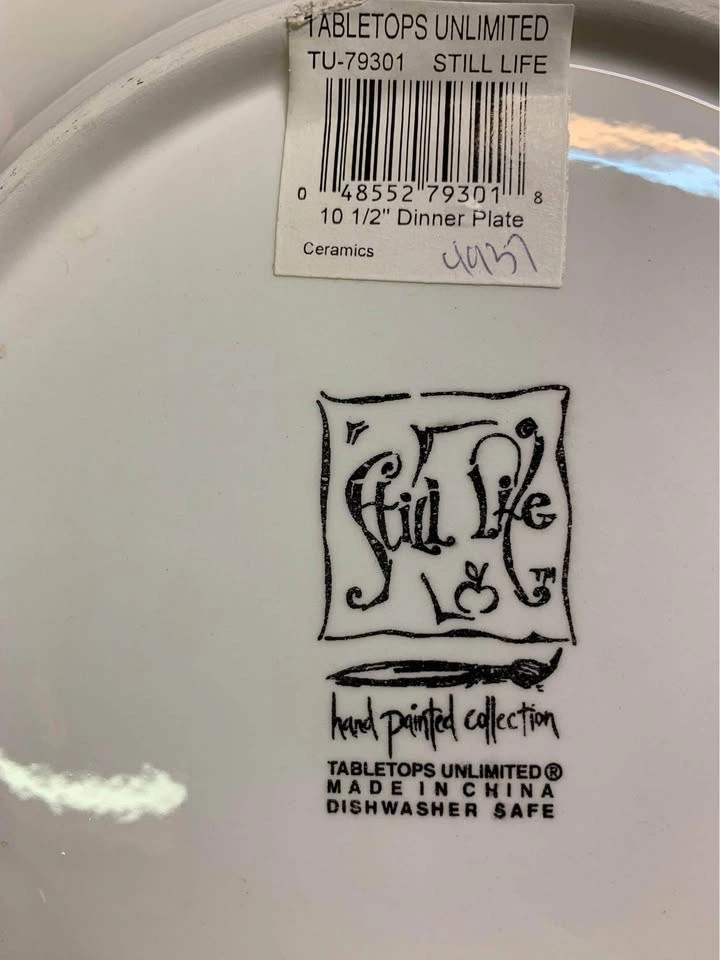 TABLETOPS UNLIMITED
TU-79301 STILL LIFE
0 48552 79301 8
10 1/2" Dinner Plate
Ceramics 4937
Still Life
TM
hand painted collection
TABLETOPS UNLIMITED®
MADE IN CHINA
DISHWASHER SAFE